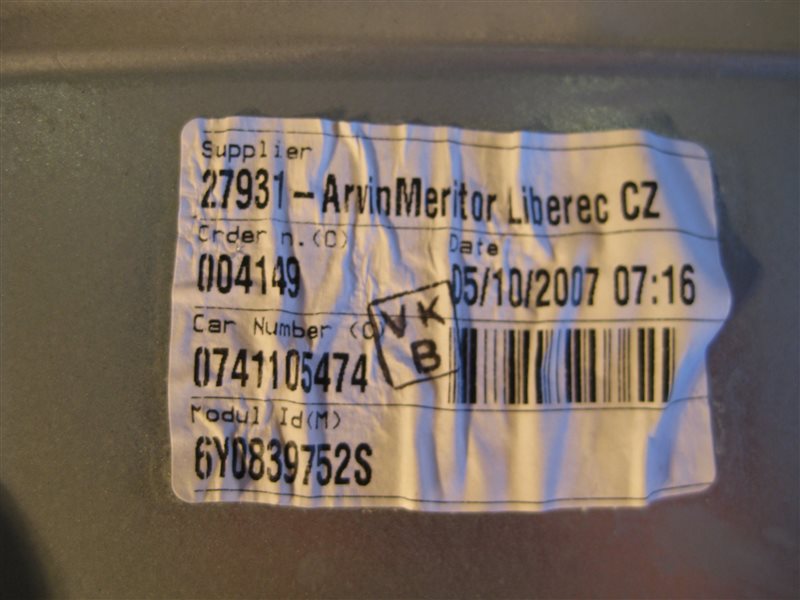 Supplier
27931-ArvinMeritor Liberec CZ
Order n.(O)
Date
004149
05/10/2007 07:16
Car Number (C)
VK
B
0741105474
Modul Id(M)
6Y0839752S